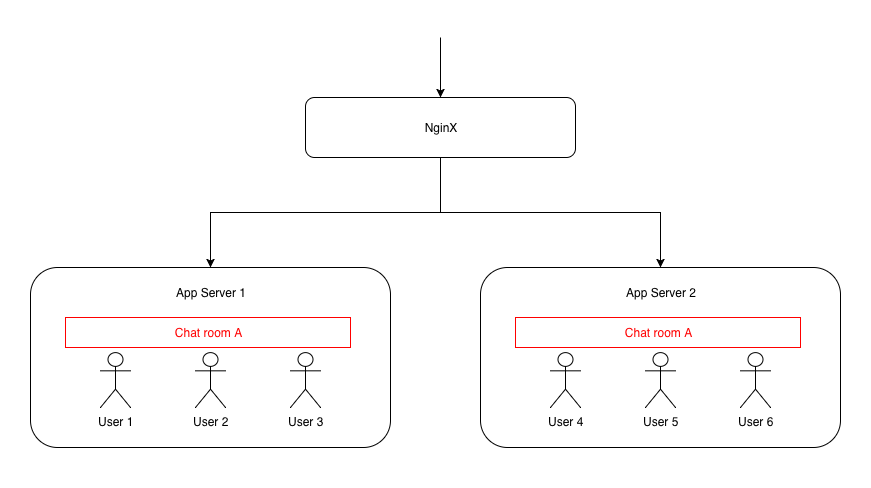 NginX
App Server 1
App Server 2
Chat room A
Chat room A
User 1
User 2
User 3
User 4
User 5
User 6